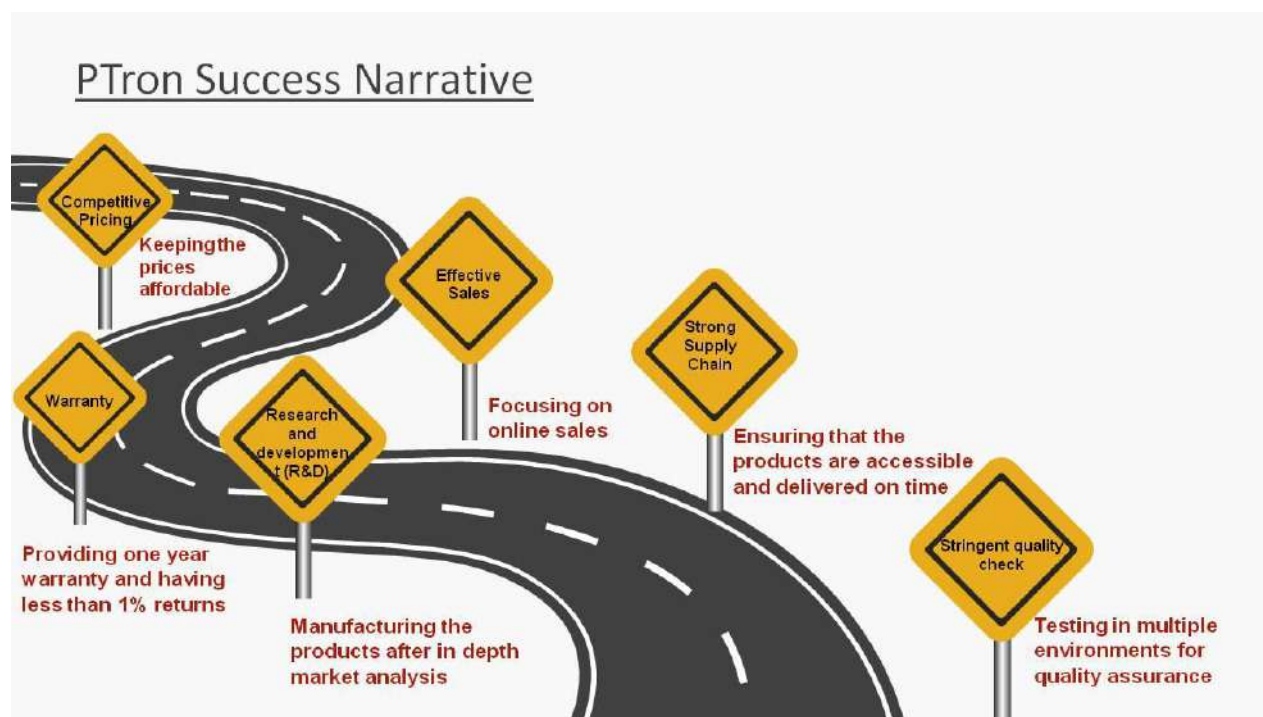 PTron Success Narrative
Competitive
Pricing
Keeping the
prices
affordable
Effective
Sales
Focusing on
online sales
Strong
Supply
Chain
Ensuring that the
products are accessible
and delivered on time
Warranty
Providing one year
warranty and having
less than 1% returns
Research
and
developmen
t (R&D)
Manufacturing the
products after in depth
market analysis
Stringent quality
check
Testing in multiple
environments for
quality assurance